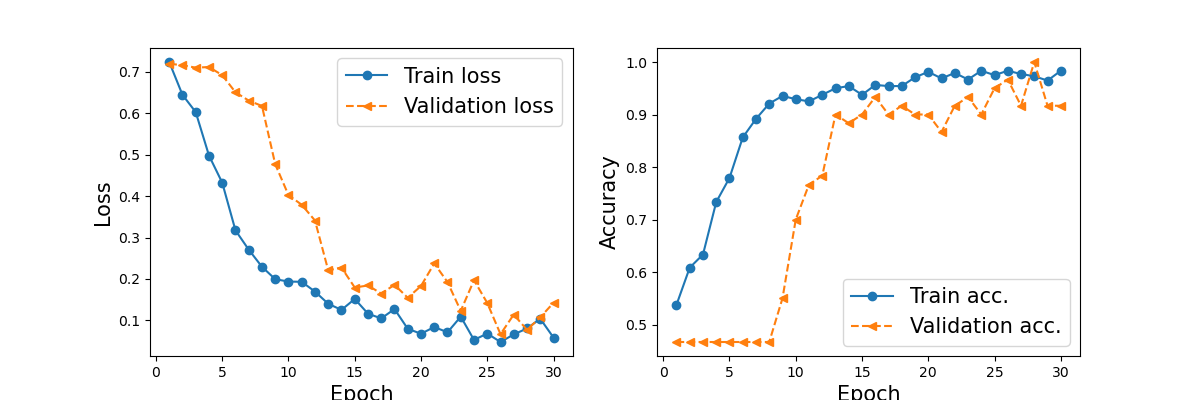 Train loss
Validation loss
0.7
0.6
0.5
0.4
0.3
0.2
0.1
Loss
0 5 10 15 20 25 30
Epoch
Train acc.
Validation acc.
1.0
0.9
0.8
0.7
0.6
0.5
Accuracy
0 5 10 15 20 25 30
Epoch